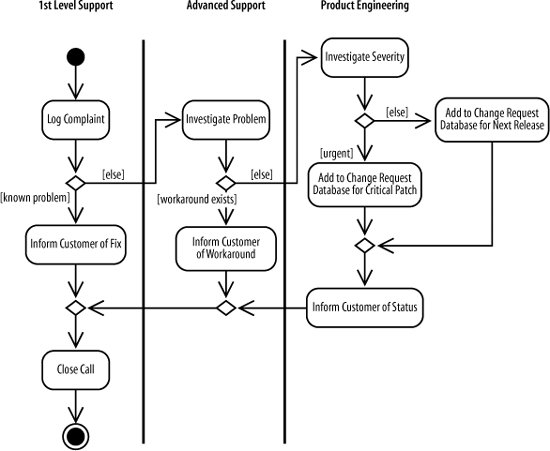 1st Level Support
Advanced Support
Product Engineering
Investigate Severity
Log Complaint
Investigate Problem
[else]
Add to Change Request
Database for Next Release
[urgent]
[else]
[else]
Add to Change Request
Database for Critical Patch
[known problem]
[workaround exists]
Inform Customer of Fix
Inform Customer
of Workaround
Inform Customer of Status
Close Call